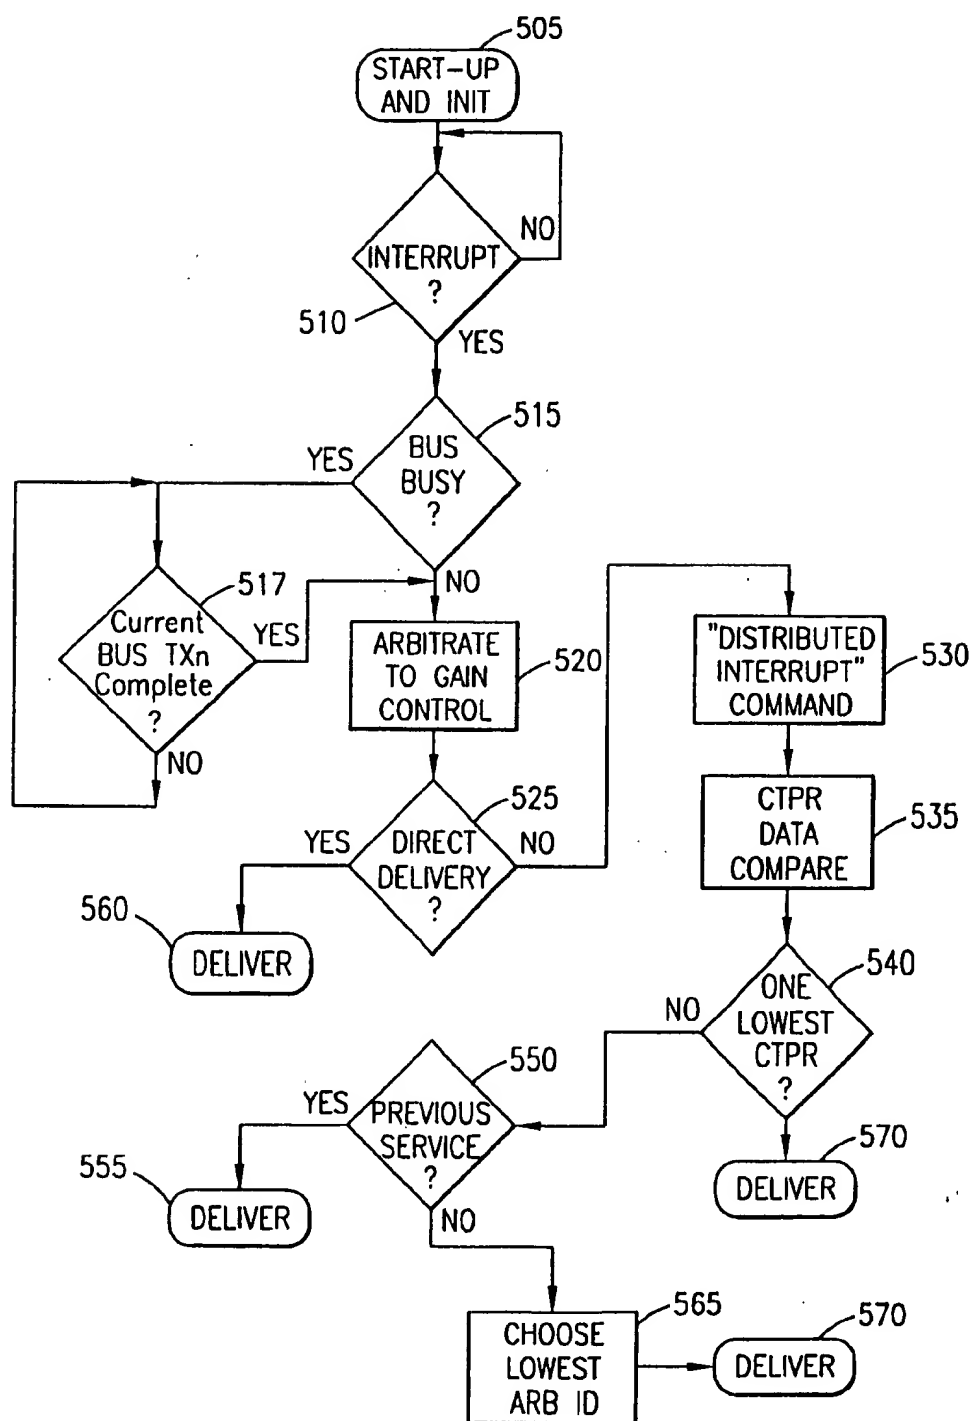 505
START-UP
AND INIT
NO
INTERRUPT
?
510
YES
515
YES
BUS
BUSY
?
NO
517
Current
BUS TXn
Complete
?
YES
NO
ARBITRATE
TO GAIN
CONTROL
520
"DISTRIBUTED
INTERRUPT"
COMMAND
530
525
YES
DIRECT
DELIVERY
?
NO
CTPR
DATA
COMPARE
535
560
DELIVER
540
NO
ONE
LOWEST
CTPR
?
550
YES
PREVIOUS
SERVICE
?
NO
570
DELIVER
555
DELIVER
565
CHOOSE
LOWEST
ARB ID
570
DELIVER